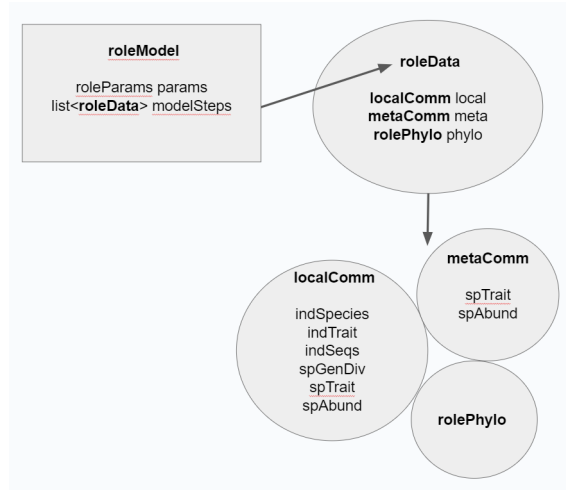 roleModel
roleParams params
list<roleData> modelSteps
roleData
localComm local
metaComm meta
rolePhylo phylo
metaComm
spTrait
spAbund
localComm
indSpecies
indTrait
indSeqs
spGenDiv
spTrait
spAbund
rolePhylo